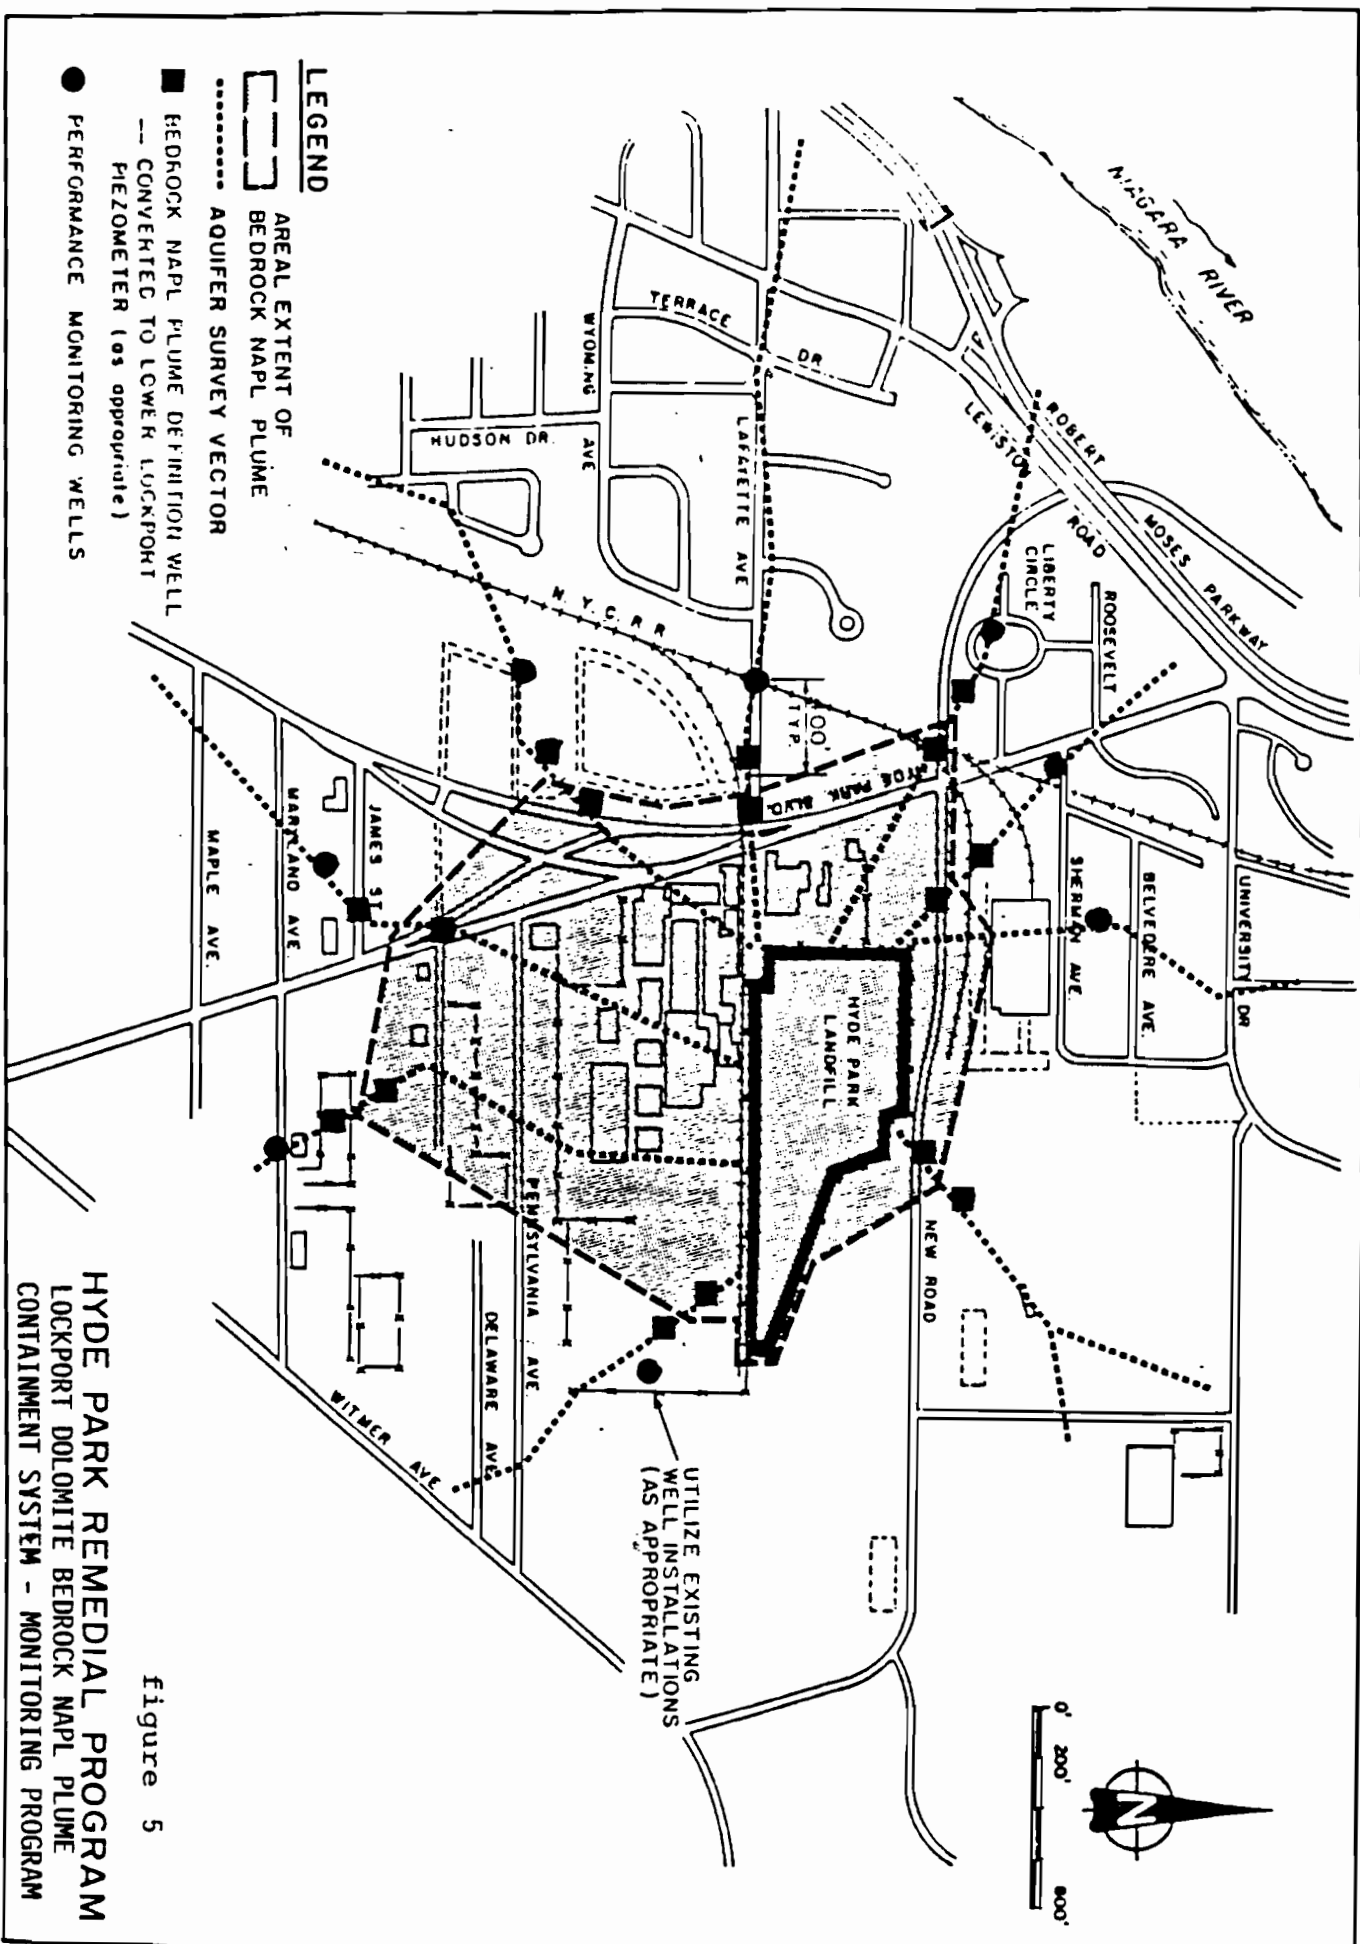 LEGEND
AREAL EXTENT OF
BEDROCK NAPL PLUME
AQUIFER SURVEY VECTOR
BEDROCK NAPL PLUME DEFINITION WELL
-- CONVERTED TO LOWER LOCKPORT
PIEZOMETER (as appropriate)
PERFORMANCE MONITORING WELLS
NIAGARA RIVER
ROBERT MOSES PARKWAY
LEWISTON ROAD
TERRACE DR
WYOMING AVE
HUDSON DR.
LAFAYETTE AVE
N.Y.C. R R
LIBERTY
CIRCLE
ROOSEVELT
UNIVERSITY DR
BELVEDERE AVE.
SHERMAN AVE.
TYP.
HYDE PARK BLVD.
HYDE PARK
LANDFILL
JAMES ST
MARYLAND AVE
MAPLE AVE.
NEW ROAD
PENNSYLVANIA AVE.
DELAWARE AVE.
WITMER AVE
UTILIZE EXISTING
WELL INSTALLATIONS
(AS APPROPRIATE)
N
0' 200' 800'
figure 5
HYDE PARK REMEDIAL PROGRAM
LOCKPORT DOLOMITE BEDROCK NAPL PLUME
CONTAINMENT SYSTEM - MONITORING PROGRAM